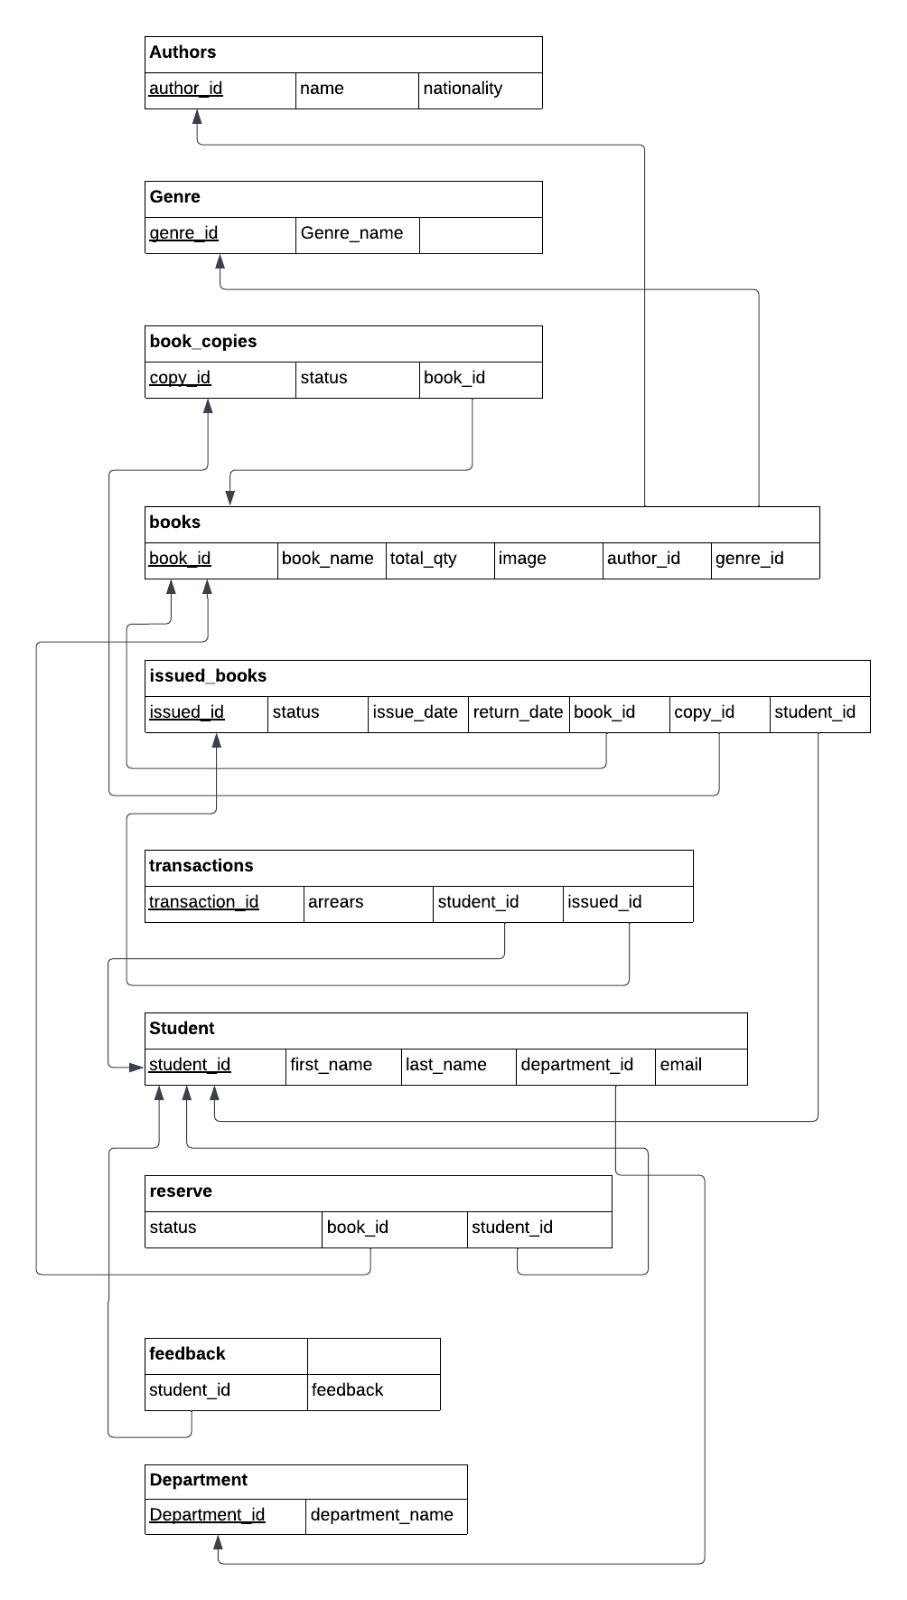 Authors
author_id name nationality
Genre
genre_id Genre_name
book_copies
copy_id status book_id
books
book_id book_name total_qty image author_id genre_id
issued_books
issued_id status issue_date return_date book_id copy_id student_id
transactions
transaction_id arrears student_id issued_id
Student
student_id first_name last_name department_id email
reserve
status book_id student_id
feedback
student_id feedback
Department
Department_id department_name